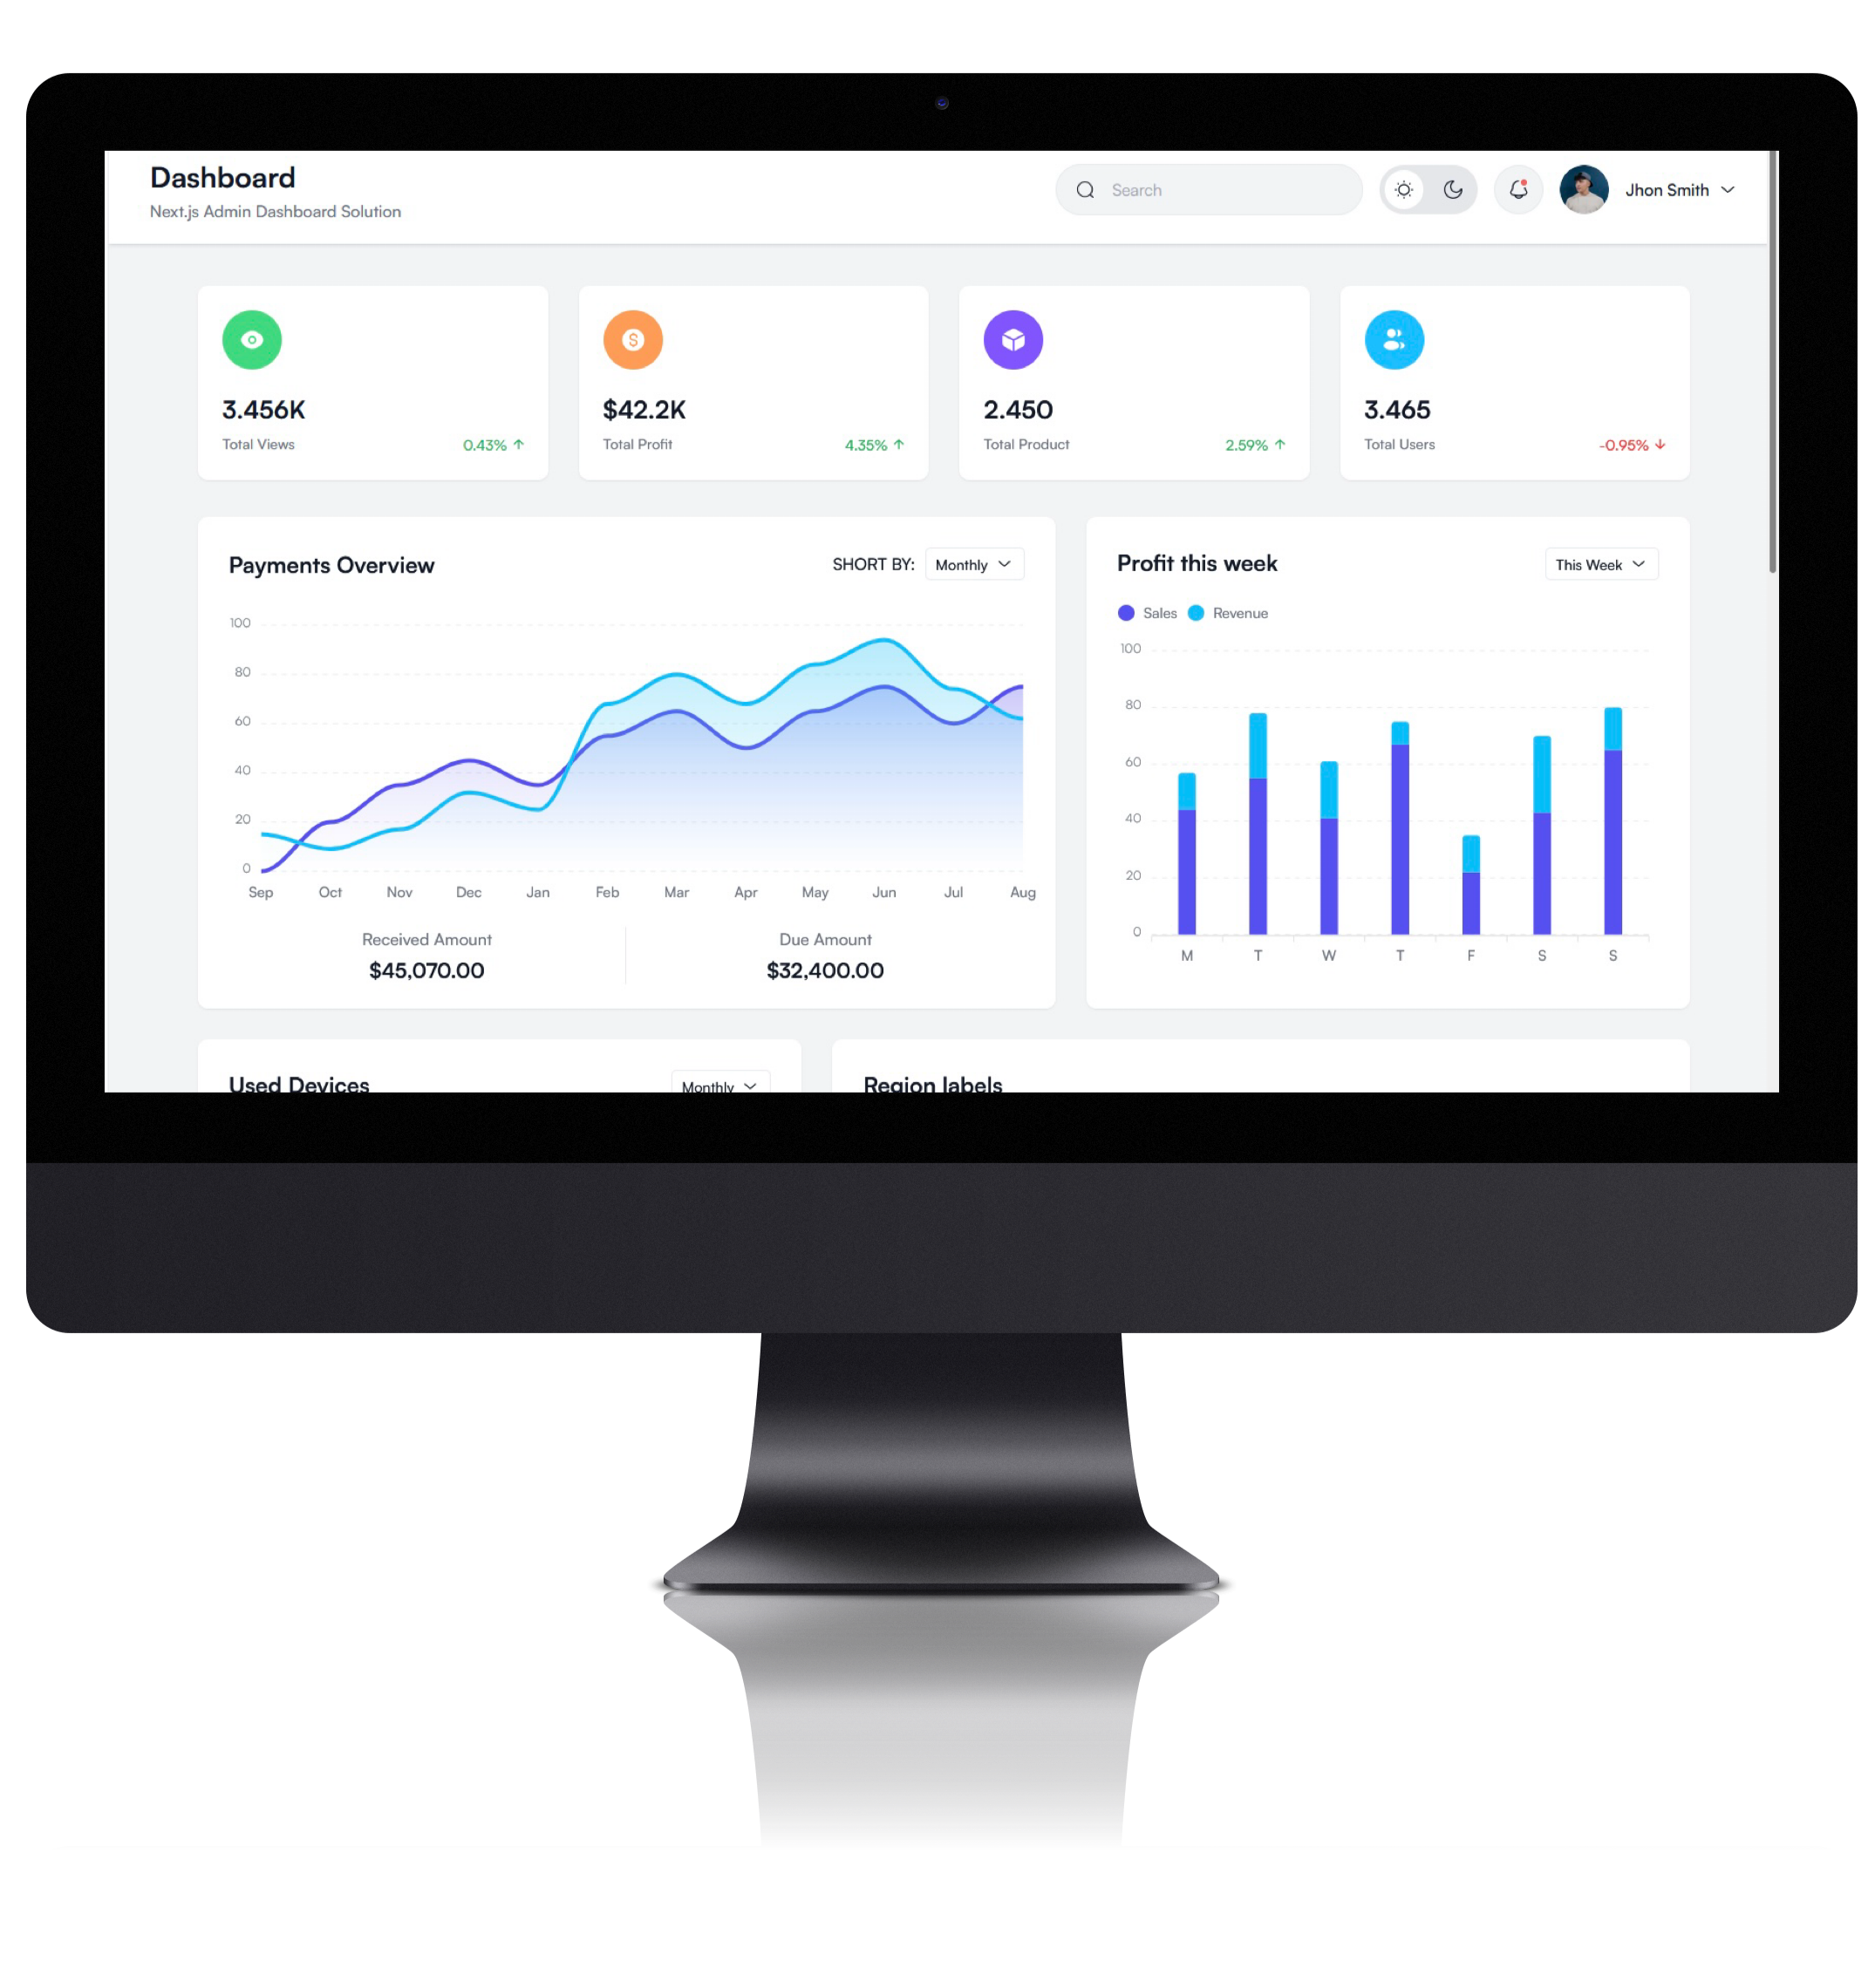 Dashboard
Next.js Admin Dashboard Solution
Search
Jhon Smith
3.456K
Total Views
0.43%
$42.2K
Total Profit
4.35%
2.450
Total Product
2.59%
3.465
Total Users
-0.95%
Payments Overview
SHORT BY:
Monthly
100
80
60
40
20
0
Sep Oct Nov Dec Jan Feb Mar Apr May Jun Jul Aug
Received Amount
$45,070.00
Due Amount
$32,400.00
Profit this week
This Week
Sales
Revenue
100
80
60
40
20
0
M T W T F S S
Used Devices
Monthly
Region labels